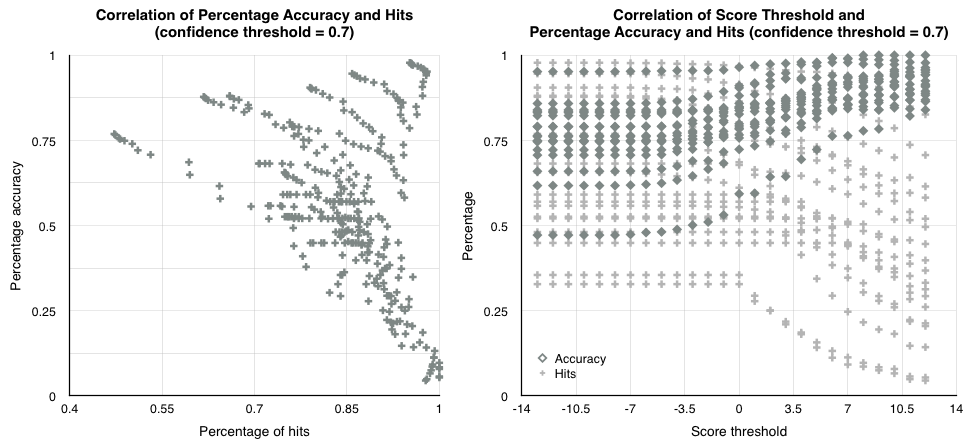 Correlation of Percentage Accuracy and Hits
(confidence threshold = 0.7)
1
0.75
0.5
0.25
0
0.4 0.55 0.7 0.85 1
Percentage accuracy
Percentage of hits
Correlation of Score Threshold and
Percentage Accuracy and Hits (confidence threshold = 0.7)
1
0.75
0.5
0.25
0
-14 -10.5 -7 -3.5 0 3.5 7 10.5 14
Percentage
Accuracy
Hits
Score threshold